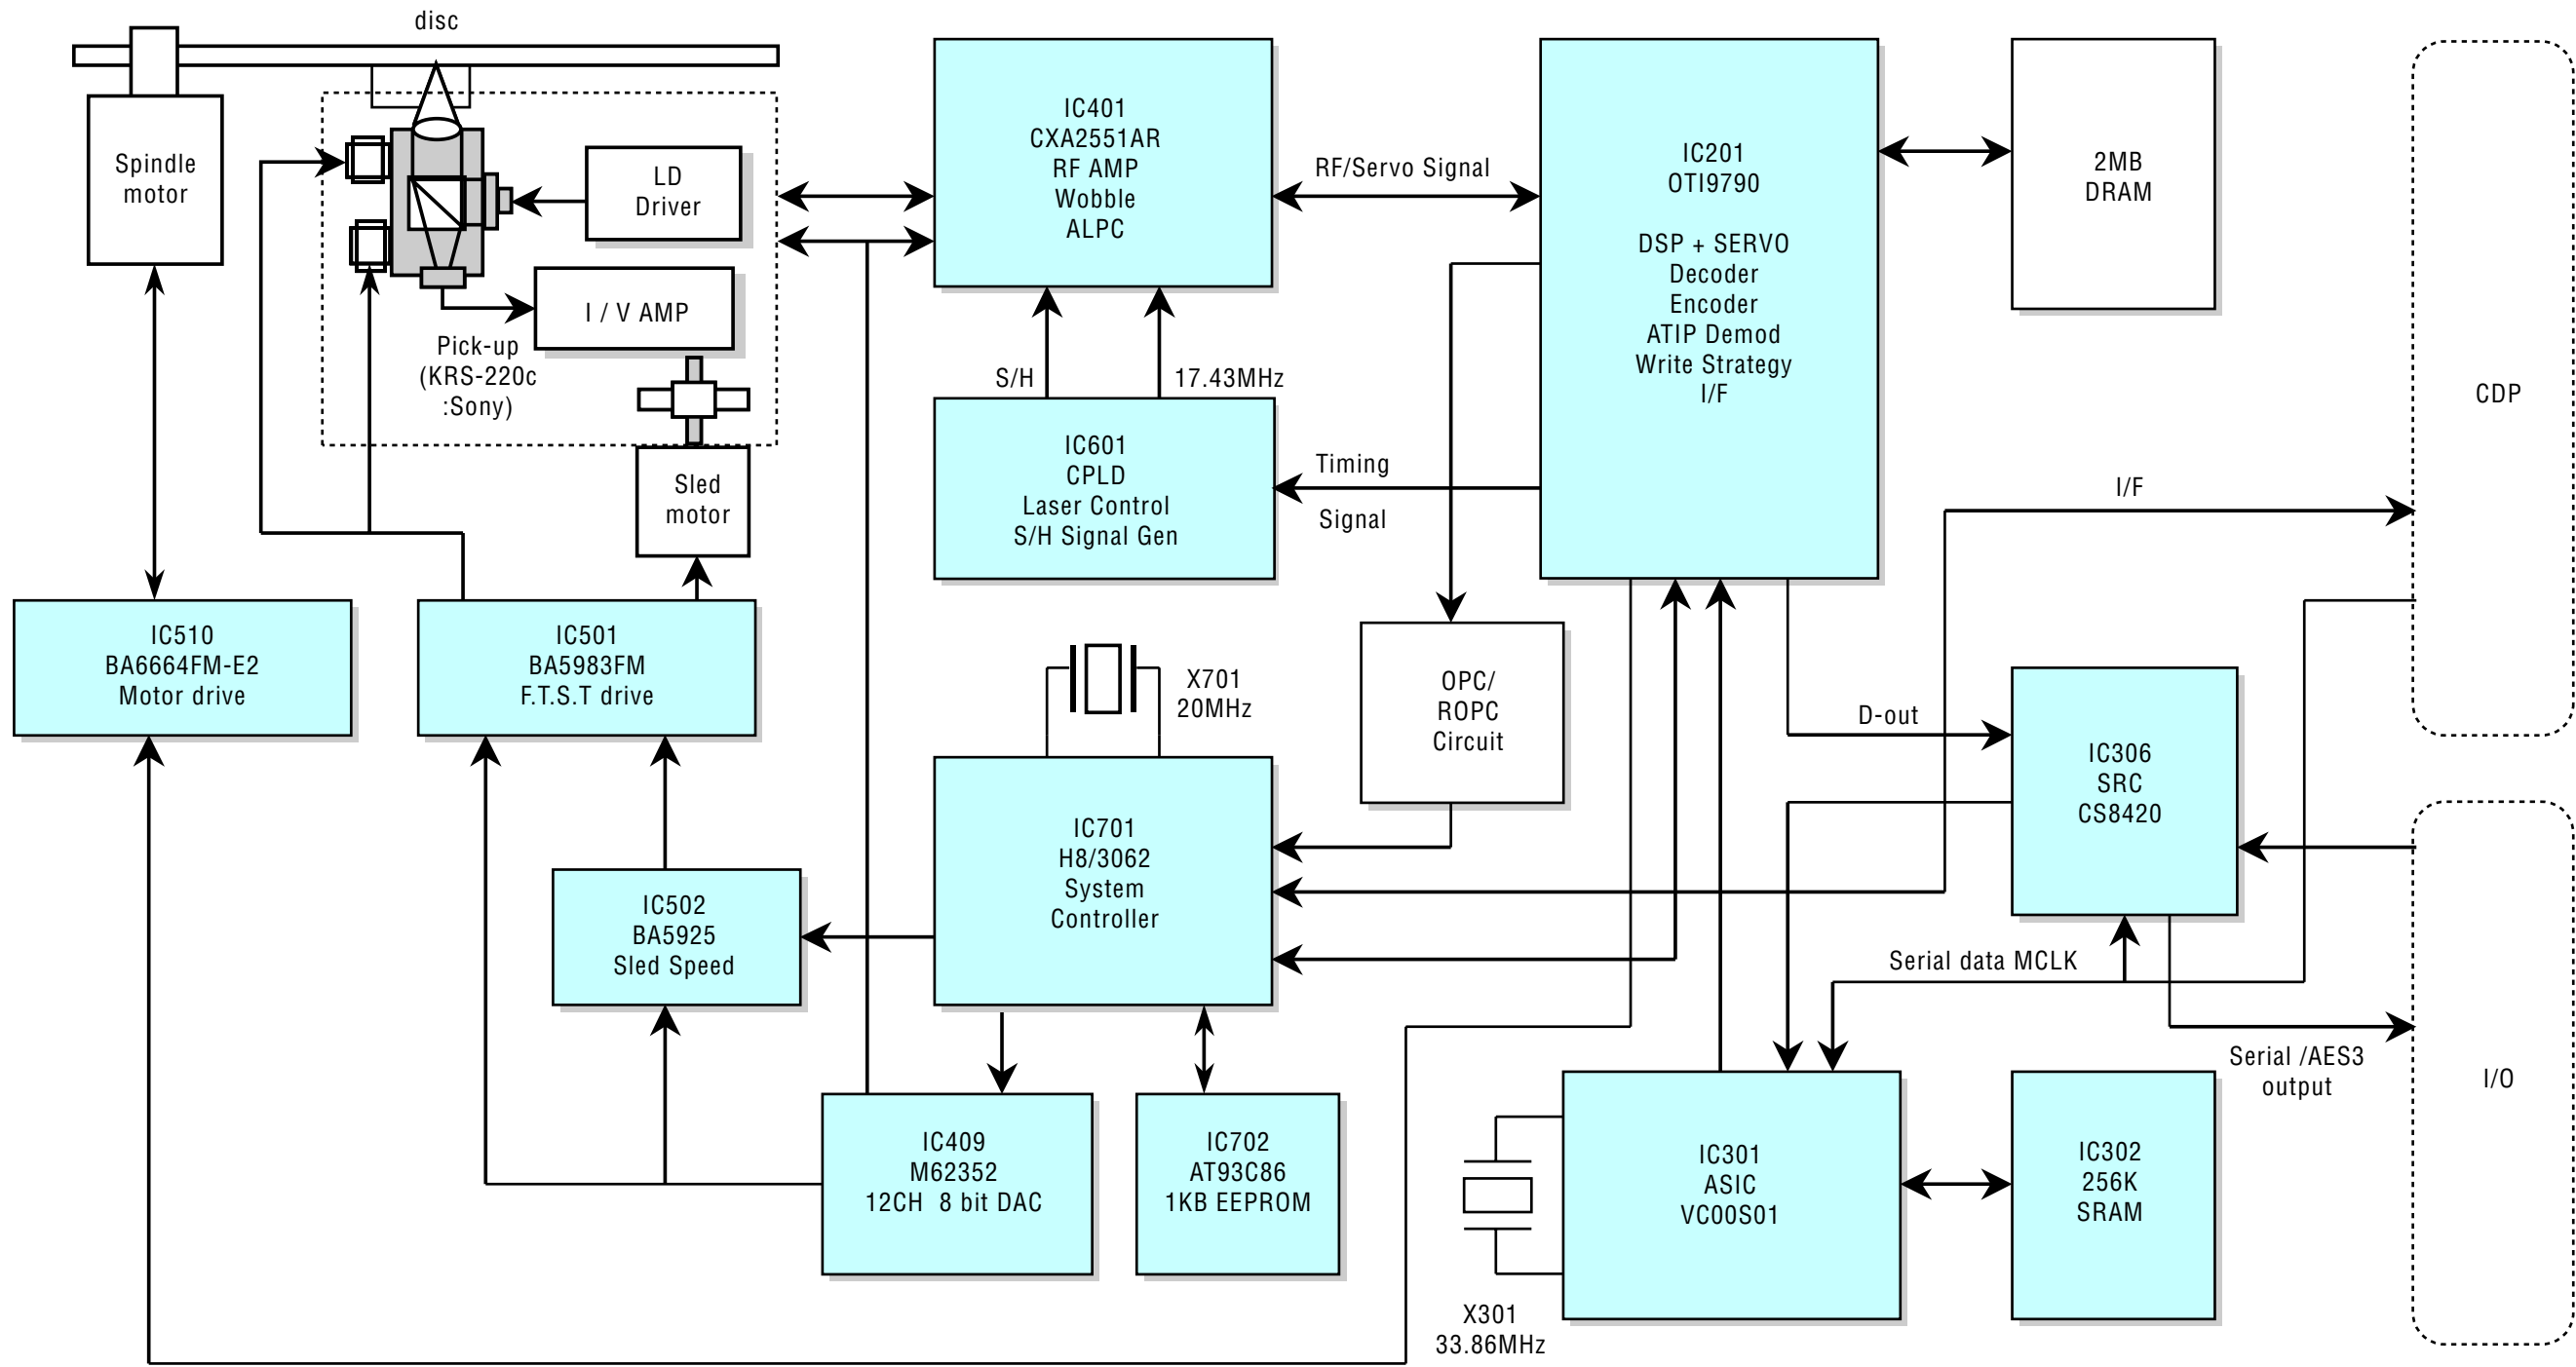 disc
Spindle
motor
LD
Driver
I / V AMP
Pick-up
(KRS-220c
:Sony)
Sled
motor
IC401
CXA2551AR
RF AMP
Wobble
ALPC
RF/Servo Signal
IC201
OTI9790
DSP + SERVO
Decoder
Encoder
ATIP Demod
Write Strategy
I/F
2MB
DRAM
CDP
S/H
17.43MHz
IC601
CPLD
Laser Control
S/H Signal Gen
Timing
Signal
I/F
IC510
BA6664FM-E2
Motor drive
IC501
BA5983FM
F.T.S.T drive
X701
20MHz
OPC/
ROPC
Circuit
D-out
IC306
SRC
CS8420
IC701
H8/3062
System
Controller
IC502
BA5925
Sled Speed
Serial data MCLK
Serial /AES3
output
I/O
IC409
M62352
12CH 8 bit DAC
IC702
AT93C86
1KB EEPROM
IC301
ASIC
VC00S01
IC302
256K
SRAM
X301
33.86MHz